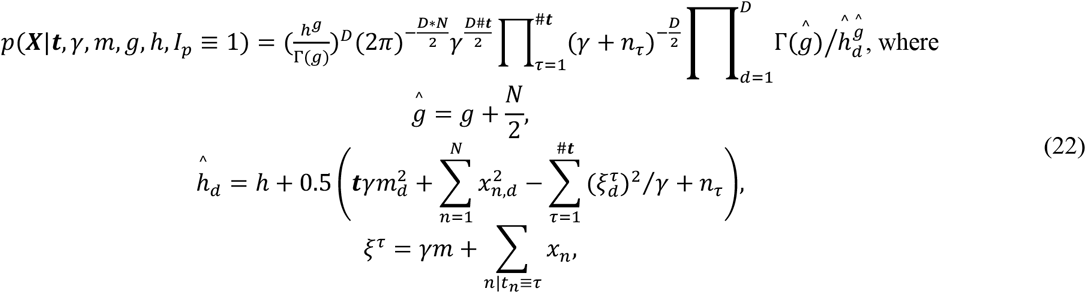 p(X|t, γ, m, g, h, I_p ≡ 1) = (h^g/Γ(g))^D (2π)^{-D*N/2} γ^{D#t/2} ∏_{τ=1}^{#t} (γ + n_τ)^{-D/2} ∏_{d=1}^{D} Γ(ĝ)/ĥ_d^ĝ, where
ĝ = g + N/2,
(22)
ĥ_d = h + 0.5 (tγm_d^2 + ∑_{n=1}^{N} x_{n,d}^2 − ∑_{τ=1}^{#t} (ξ_d^τ)^2/γ + n_τ),
ξ^τ = γm + ∑_{n|t_n≡τ} x_n,